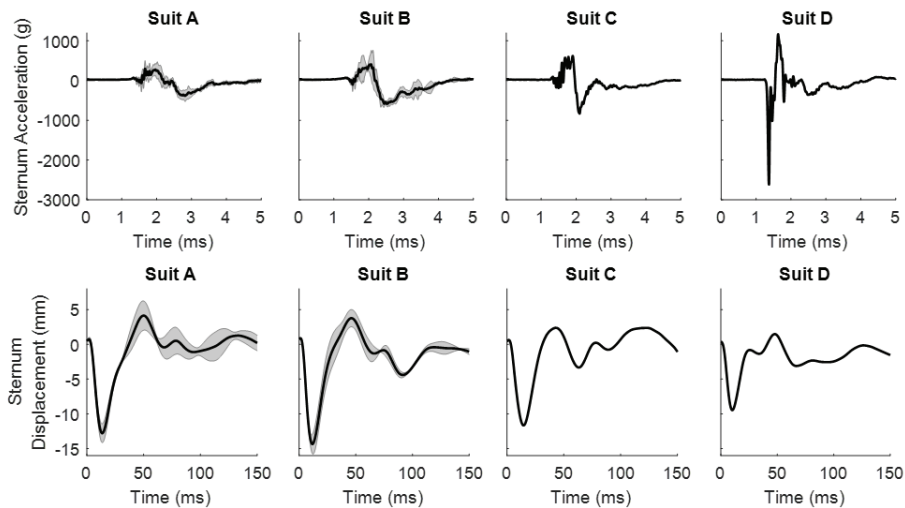 Suit A
Suit B
Suit C
Suit D
Sternum Acceleration (g)
1000
0
-1000
-2000
-3000
0 1 2 3 4 5
0 1 2 3 4 5
0 1 2 3 4 5
0 1 2 3 4 5
Time (ms)
Time (ms)
Time (ms)
Time (ms)
Suit A
Suit B
Suit C
Suit D
Sternum
Displacement (mm)
5
0
-5
-10
-15
0 50 100 150
0 50 100 150
0 50 100 150
0 50 100 150
Time (ms)
Time (ms)
Time (ms)
Time (ms)